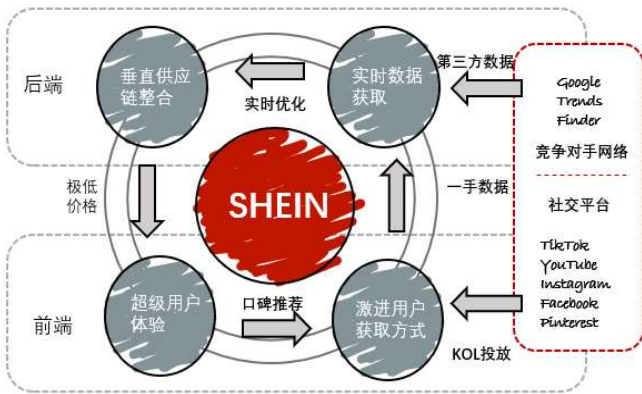 后端
垂直供应
链整合
实时优化
实时数据
获取
第三方数据
Google
Trends
Finder
竞争对手网络
极低
价格
SHEIN
一手数据
社交平台
TikTok
YouTube
Instagram
Facebook
Pinterest
前端
超级用户
体验
口碑推荐
激进用户
获取方式
KOL投放